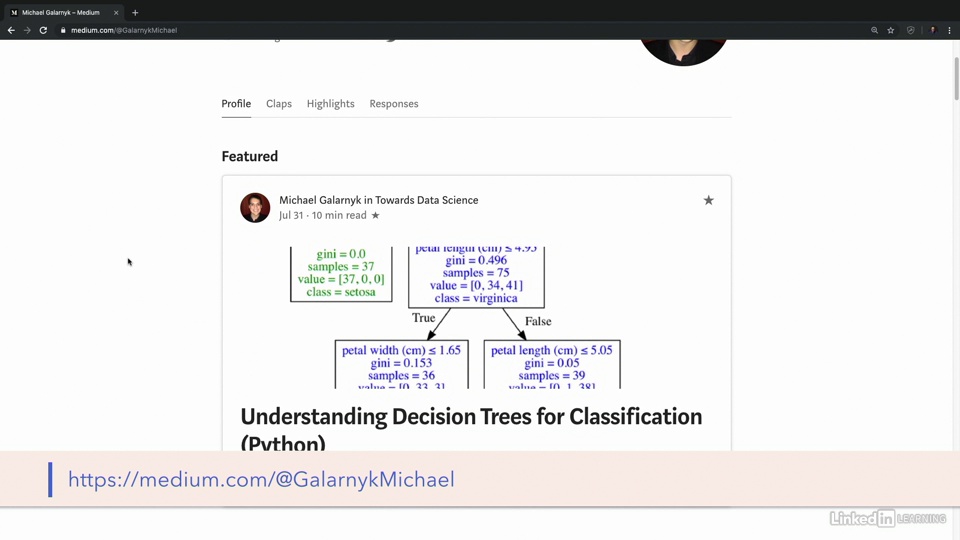 Michael Galarnyk – Medium
medium.com/@GalarnykMichael
Profile Claps Highlights Responses
Featured
Michael Galarnyk in Towards Data Science
Jul 31 · 10 min read ★
gini = 0.0
samples = 37
value = [37, 0, 0]
class = setosa
petal length (cm) ≤ 4.95
gini = 0.496
samples = 75
value = [0, 34, 41]
class = virginica
True
False
petal width (cm) ≤ 1.65
gini = 0.153
samples = 36
value = [0, 33, 3]
petal length (cm) ≤ 5.05
gini = 0.05
samples = 39
value = [0, 1, 38]
Understanding Decision Trees for Classification
(Python)
https://medium.com/@GalarnykMichael
LinkedIn LEARNING